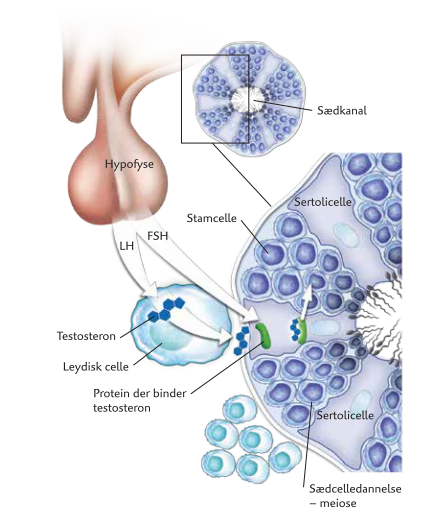 Sædkanal
Hypofyse
Sertolicelle
Stamcelle
FSH
LH
Testosteron
Leydisk celle
Protein der binder
testosteron
Sertolicelle
Sædcelledannelse
– meiose